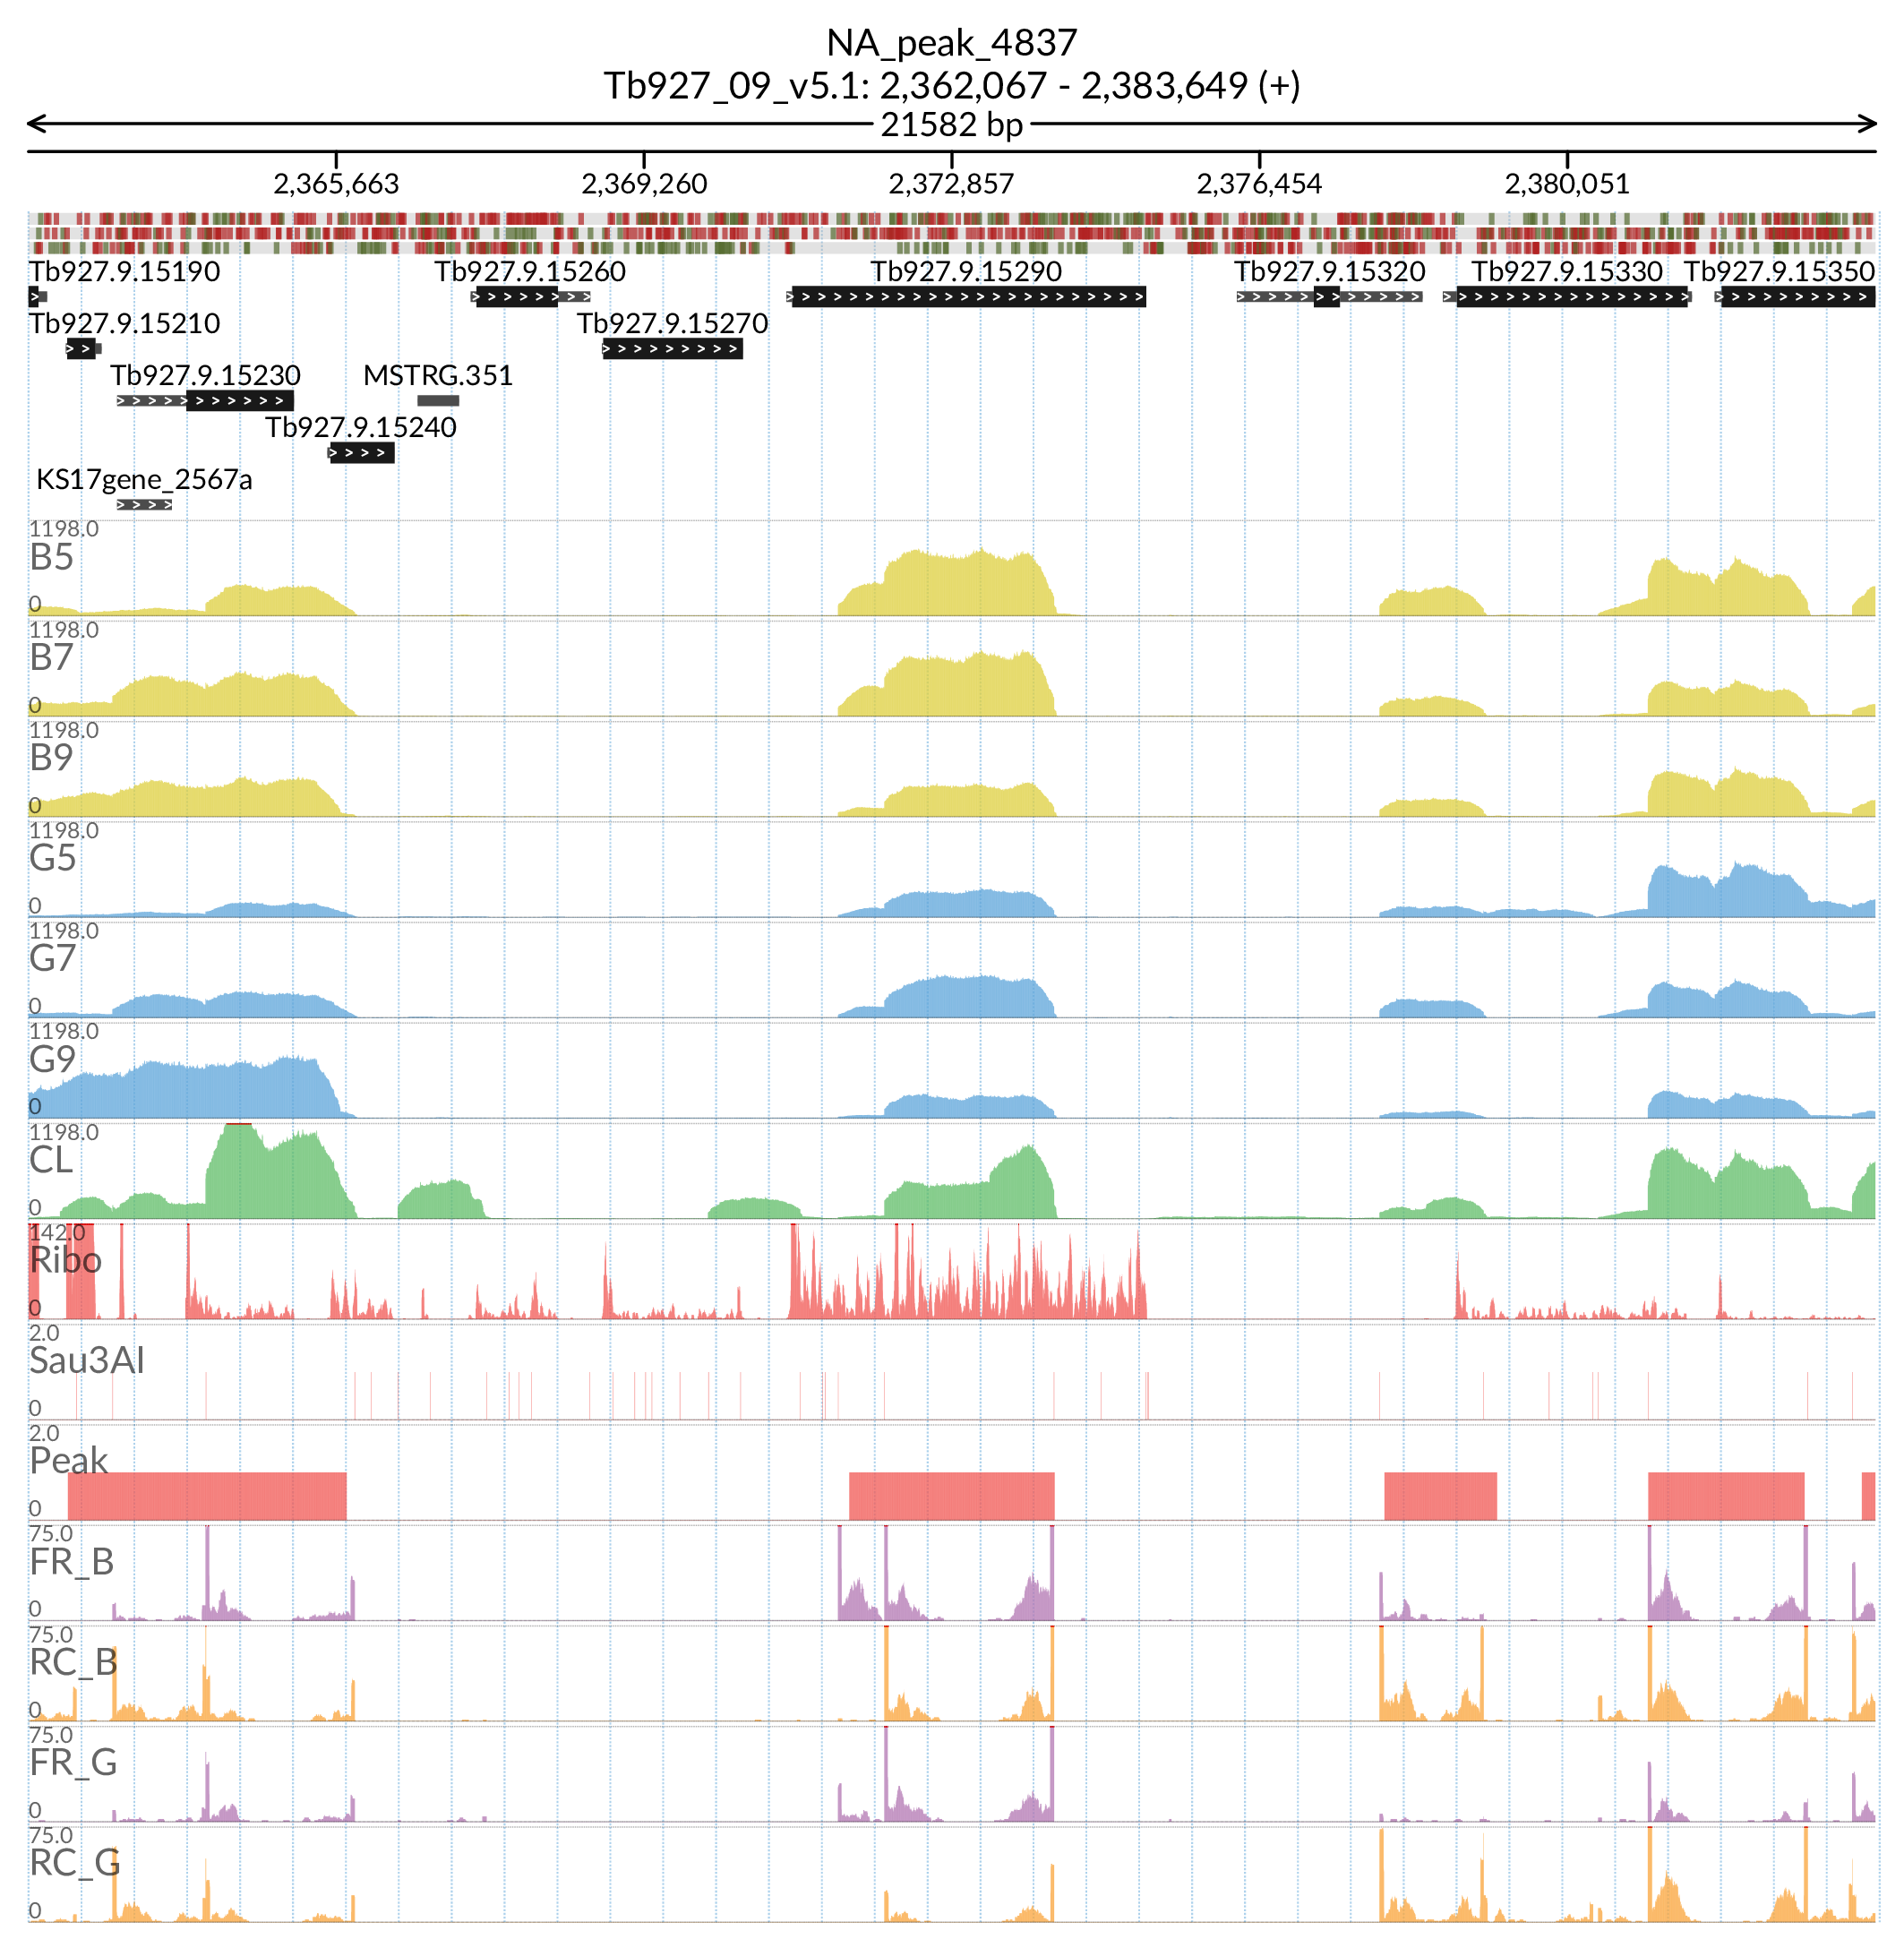 NA_peak_4837
Tb927_09_v5.1: 2,362,067 - 2,383,649 (+)
21582 bp
2,365,663 2,369,260 2,372,857 2,376,454 2,380,051
Tb927.9.15190 Tb927.9.15260 Tb927.9.15290 Tb927.9.15320 Tb927.9.15330 Tb927.9.15350
Tb927.9.15210 Tb927.9.15270
Tb927.9.15230 MSTRG.351
Tb927.9.15240
KS17gene_2567a
1198.0
B5
0
1198.0
B7
0
1198.0
B9
0
1198.0
G5
0
1198.0
G7
0
1198.0
G9
0
1198.0
CL
0
142.0
Ribo
0
2.0
Sau3AI
0
2.0
Peak
0
75.0
FR_B
0
75.0
RC_B
0
75.0
FR_G
0
75.0
RC_G
0